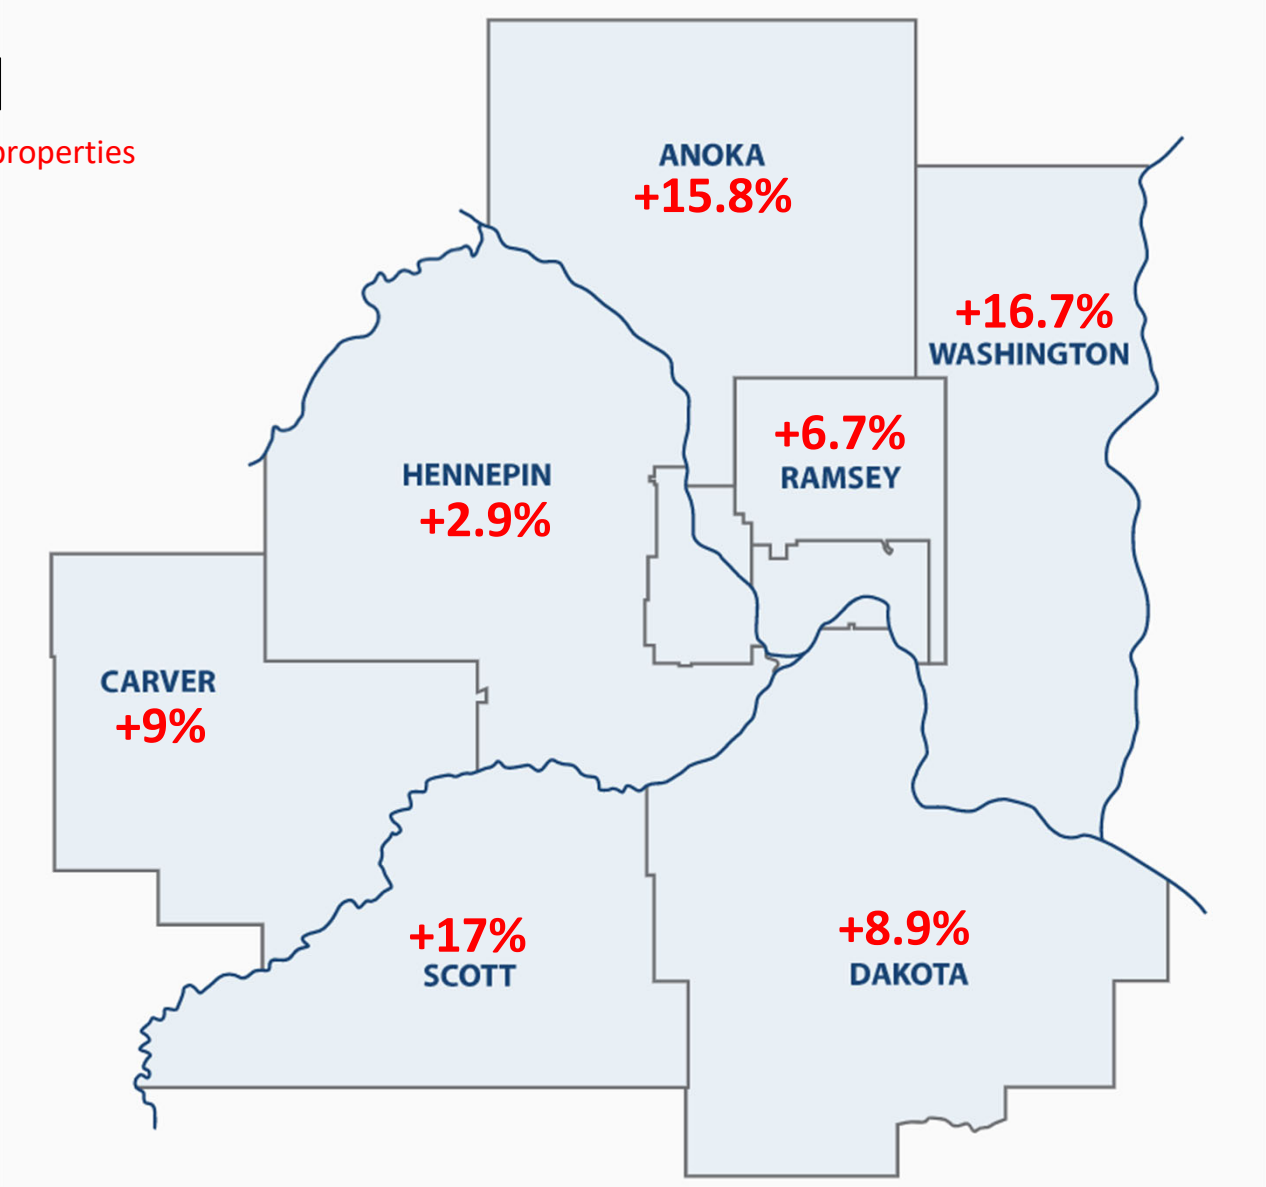 properties
ANOKA
+15.8%
+16.7%
WASHINGTON
+6.7%
RAMSEY
HENNEPIN
+2.9%
CARVER
+9%
+17%
SCOTT
+8.9%
DAKOTA